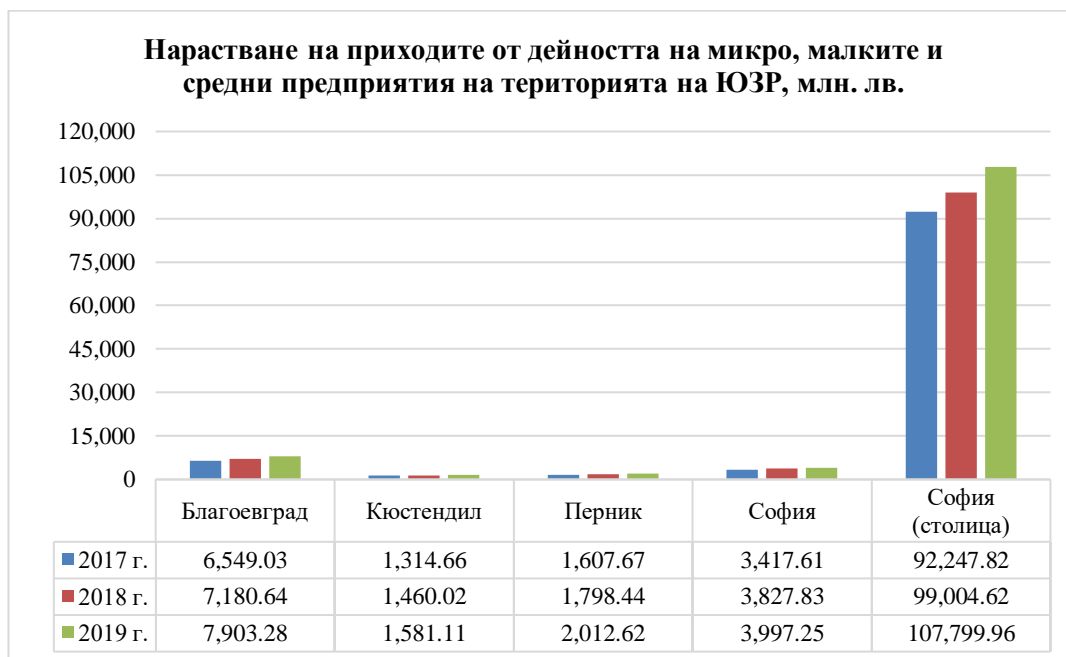 Нарастване на приходите от дейността на микро, малките и
средни предприятия на територията на ЮЗР, млн. лв.
120,000
105,000
90,000
75,000
60,000
45,000
30,000
15,000
0
Благоевград Кюстендил Перник София София
(столица)
2017 г. 6,549.03 1,314.66 1,607.67 3,417.61 92,247.82
2018 г. 7,180.64 1,460.02 1,798.44 3,827.83 99,004.62
2019 г. 7,903.28 1,581.11 2,012.62 3,997.25 107,799.96